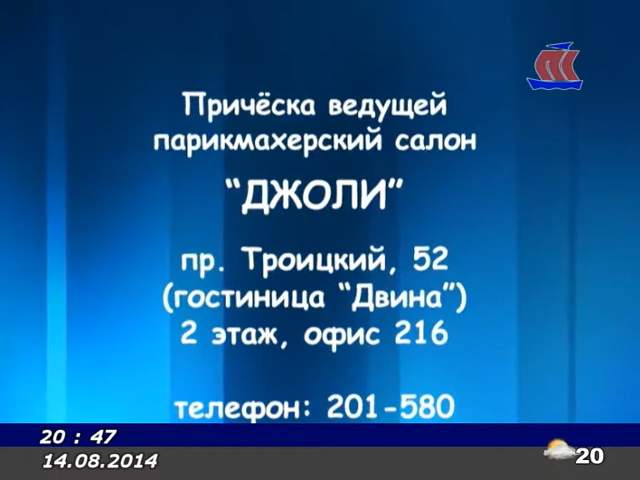 Причёска ведущей
парикмахерский салон
“ДЖОЛИ”
пр. Троицкий, 52
(гостиница “Двина”)
2 этаж, офис 216
телефон: 201-580
20 : 47
14.08.2014
20